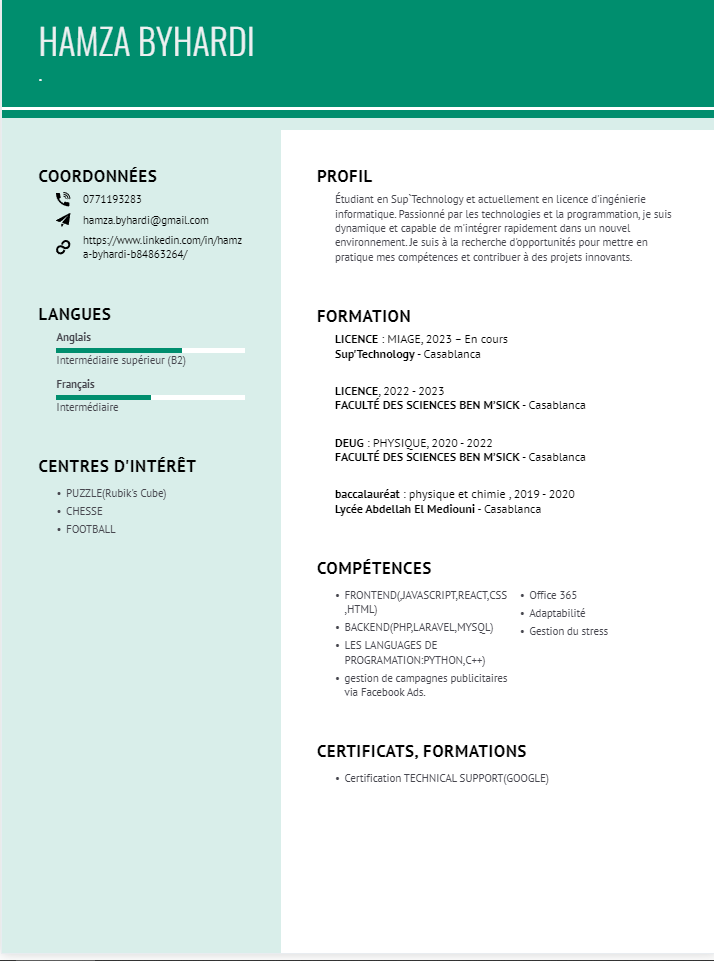 HAMZA BYHARDI
.
COORDONNÉES
0771193283
hamza.byhardi@gmail.com
https://www.linkedin.com/in/hamz
a-byhardi-b84863264/
LANGUES
Anglais
Intermédiaire supérieur (B2)
Français
Intermédiaire
CENTRES D'INTÉRÊT
• PUZZLE(Rubik's Cube)
• CHESSE
• FOOTBALL
PROFIL
Étudiant en Sup`Technology et actuellement en licence d'ingénierie
informatique. Passionné par les technologies et la programmation, je suis
dynamique et capable de m'intégrer rapidement dans un nouvel
environnement. Je suis à la recherche d'opportunités pour mettre en
pratique mes compétences et contribuer à des projets innovants.
FORMATION
LICENCE : MIAGE, 2023 – En cours
Sup'Technology - Casablanca
LICENCE, 2022 - 2023
FACULTÉ DES SCIENCES BEN M'SICK - Casablanca
DEUG : PHYSIQUE, 2020 - 2022
FACULTÉ DES SCIENCES BEN M'SICK - Casablanca
baccalauréat : physique et chimie , 2019 - 2020
Lycée Abdellah El Mediouni - Casablanca
COMPÉTENCES
• FRONTEND(,JAVASCRIPT,REACT,CSS
,HTML)
• BACKEND(PHP,LARAVEL,MYSQL)
• LES LANGUAGES DE
PROGRAMATION:PYTHON,C++)
• gestion de campagnes publicitaires
via Facebook Ads.
• Office 365
• Adaptabilité
• Gestion du stress
CERTIFICATS, FORMATIONS
• Certification TECHNICAL SUPPORT(GOOGLE)